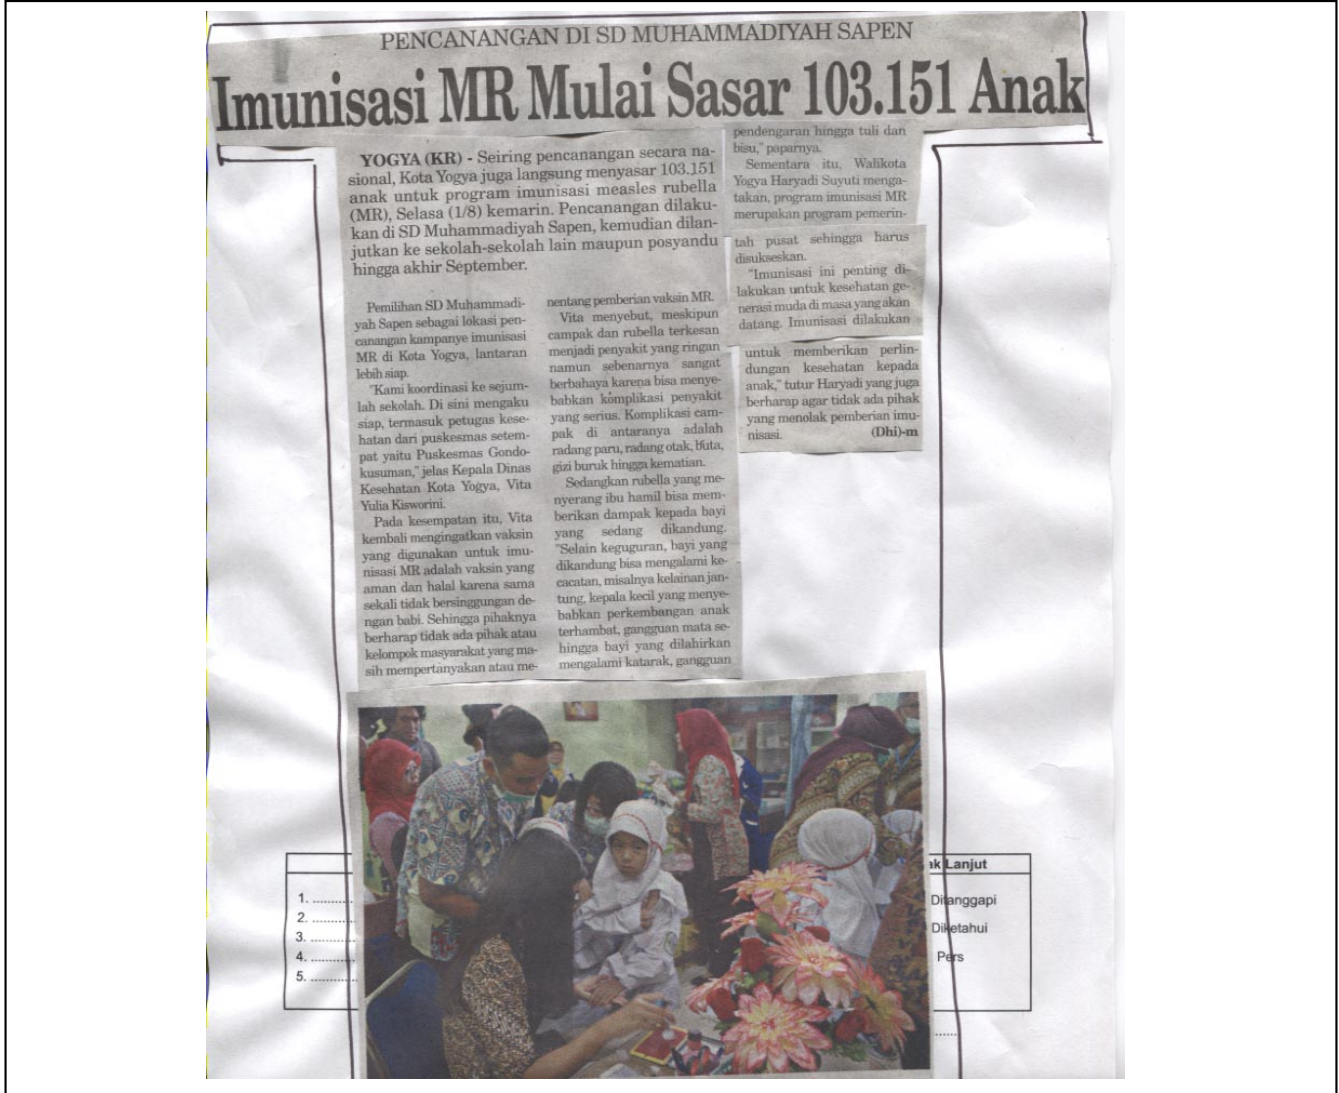 PENCANANGAN DI SD MUHAMMADIYAH SAPEN
Imunisasi MR Mulai Sasar 103.151 Anak
YOGYA (KR) - Seiring pencanangan secara na-
sional, Kota Yogya juga langsung menyasar 103.151
anak untuk program imunisasi measles rubella
(MR), Selasa (1/8) kemarin. Pencanangan dilaku-
kan di SD Muhammadiyah Sapen, kemudian dilan-
jutkan ke sekolah-sekolah lain maupun posyandu
hingga akhir September.
Pemilihan SD Muhammadi-
yah Sapen sebagai lokasi pen-
canangan kampanye imunisasi
MR di Kota Yogya, lantaran
lebih siap.
"Kami koordinasi ke sejum-
lah sekolah. Di sini mengaku
siap, termasuk petugas kese-
hatan dari puskesmas setem-
pat yaitu Puskesmas Gondo-
kusuman," jelas Kepala Dinas
Kesehatan Kota Yogya, Vita
Yulia Kisworini.
Pada kesempatan itu, Vita
kembali mengingatkan vaksin
yang digunakan untuk imu-
nisasi MR adalah vaksin yang
aman dan halal karena sama
sekali tidak bersinggungan de-
ngan babi. Sehingga pihaknya
berharap tidak ada pihak atau
kelompok masyarakat yang ma-
sih mempertanyakan atau me-
nentang pemberian vaksin MR.
Vita menyebut, meskipun
campak dan rubella terkesan
menjadi penyakit yang ringan
namun sebenarnya sangat
berbahaya karena bisa menye-
babkan komplikasi penyakit
yang serius. Komplikasi cam-
pak di antaranya adalah
radang paru, radang otak, buta,
gizi buruk hingga kematian.
Sedangkan rubella yang me-
nyerang ibu hamil bisa mem-
berikan dampak kepada bayi
yang sedang dikandung.
"Selain keguguran, bayi yang
dikandung bisa mengalami ke-
cacatan, misalnya kelainan jan-
tung, kepala kecil yang menye-
babkan perkembangan anak
terhambat, gangguan mata se-
hingga bayi yang dilahirkan
mengalami katarak, gangguan
pendengaran hingga tuli dan
bisu," paparnya.
Sementara itu, Walikota
Yogya Haryadi Suyuti menga-
takan, program imunisasi MR
merupakan program pemerin-
tah pusat sehingga harus
disukseskan.
"Imunisasi ini penting di-
lakukan untuk kesehatan ge-
nerasi muda di masa yang akan
datang. Imunisasi dilakukan
untuk memberikan perlin-
dungan kesehatan kepada
anak," tutur Haryadi yang juga
berharap agar tidak ada pihak
yang menolak pemberian imu-
nisasi. (Dhi)-m
ak Lanjut
1. ..........
2. ..........
3. ..........
4. ..........
5. ..........
Ditanggapi
Diketahui
Pers